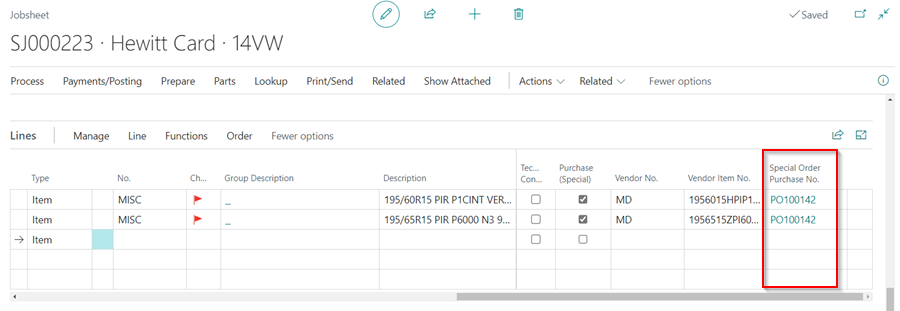 Jobsheet
Saved
SJ000223 · Hewitt Card · 14VW
Process Payments/Posting Prepare Parts Lookup Print/Send Related Show Attached Actions Related Fewer options
Lines Manage Line Functions Order Fewer options
Type No. Ch... Group Description Description Tec... Con... Purchase (Special) Vendor No. Vendor Item No. Special Order Purchase No.
Item MISC _ 195/60R15 PIR P1CINT VER... MD 1956015HPIP1... PO100142
Item MISC _ 195/65R15 PIR P6000 N3 9... MD 1956515ZPI60... PO100142
Item